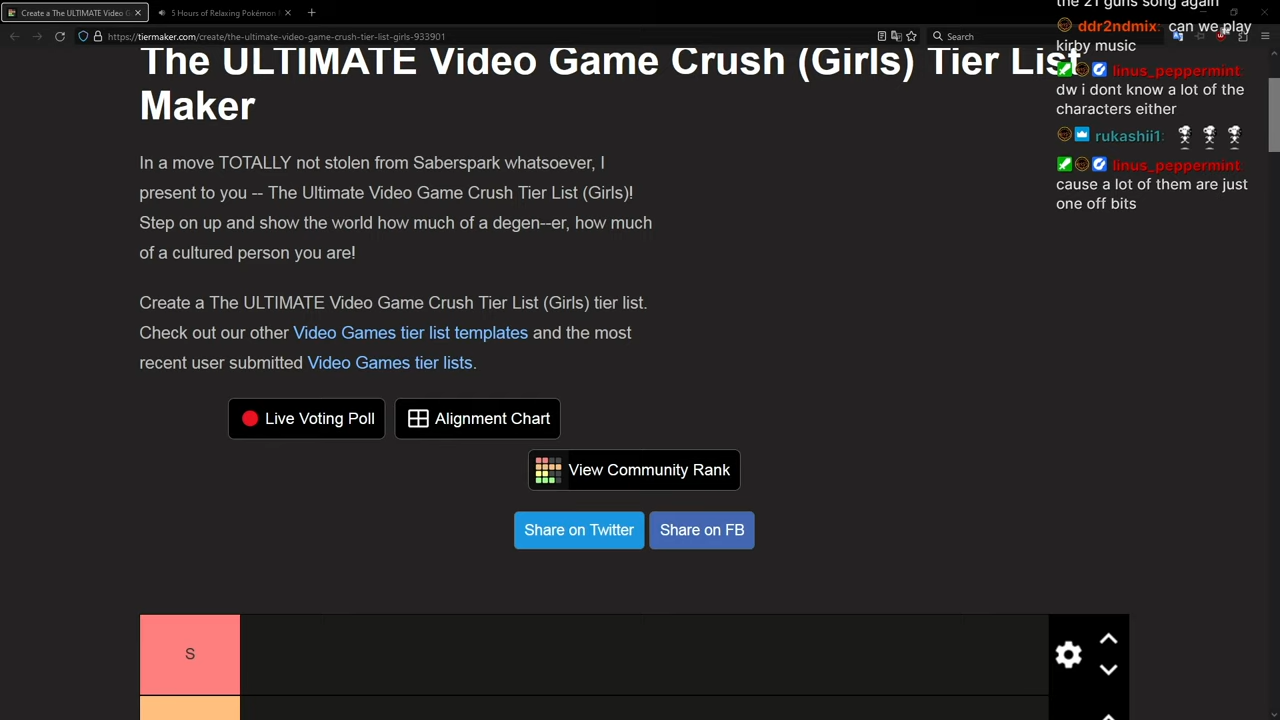 Create a The ULTIMATE Video G
5 Hours of Relaxing Pokémon
https://tiermaker.com/create/the-ultimate-video-game-crush-tier-list-girls-933901
Search
The ULTIMATE Video Game Crush (Girls) Tier List
Maker
In a move TOTALLY not stolen from Saberspark whatsoever, I
present to you -- The Ultimate Video Game Crush Tier List (Girls)!
Step on up and show the world how much of a degen--er, how much
of a cultured person you are!
Create a The ULTIMATE Video Game Crush Tier List (Girls) tier list.
Check out our other Video Games tier list templates and the most
recent user submitted Video Games tier lists.
Live Voting Poll
Alignment Chart
View Community Rank
Share on Twitter
Share on FB
S
the 21 guns song again
ddr2ndmix: can we play
kirby music
linus_peppermint:
dw i dont know a lot of the
characters either
rukashii1:
linus_peppermint:
cause a lot of them are just
one off bits